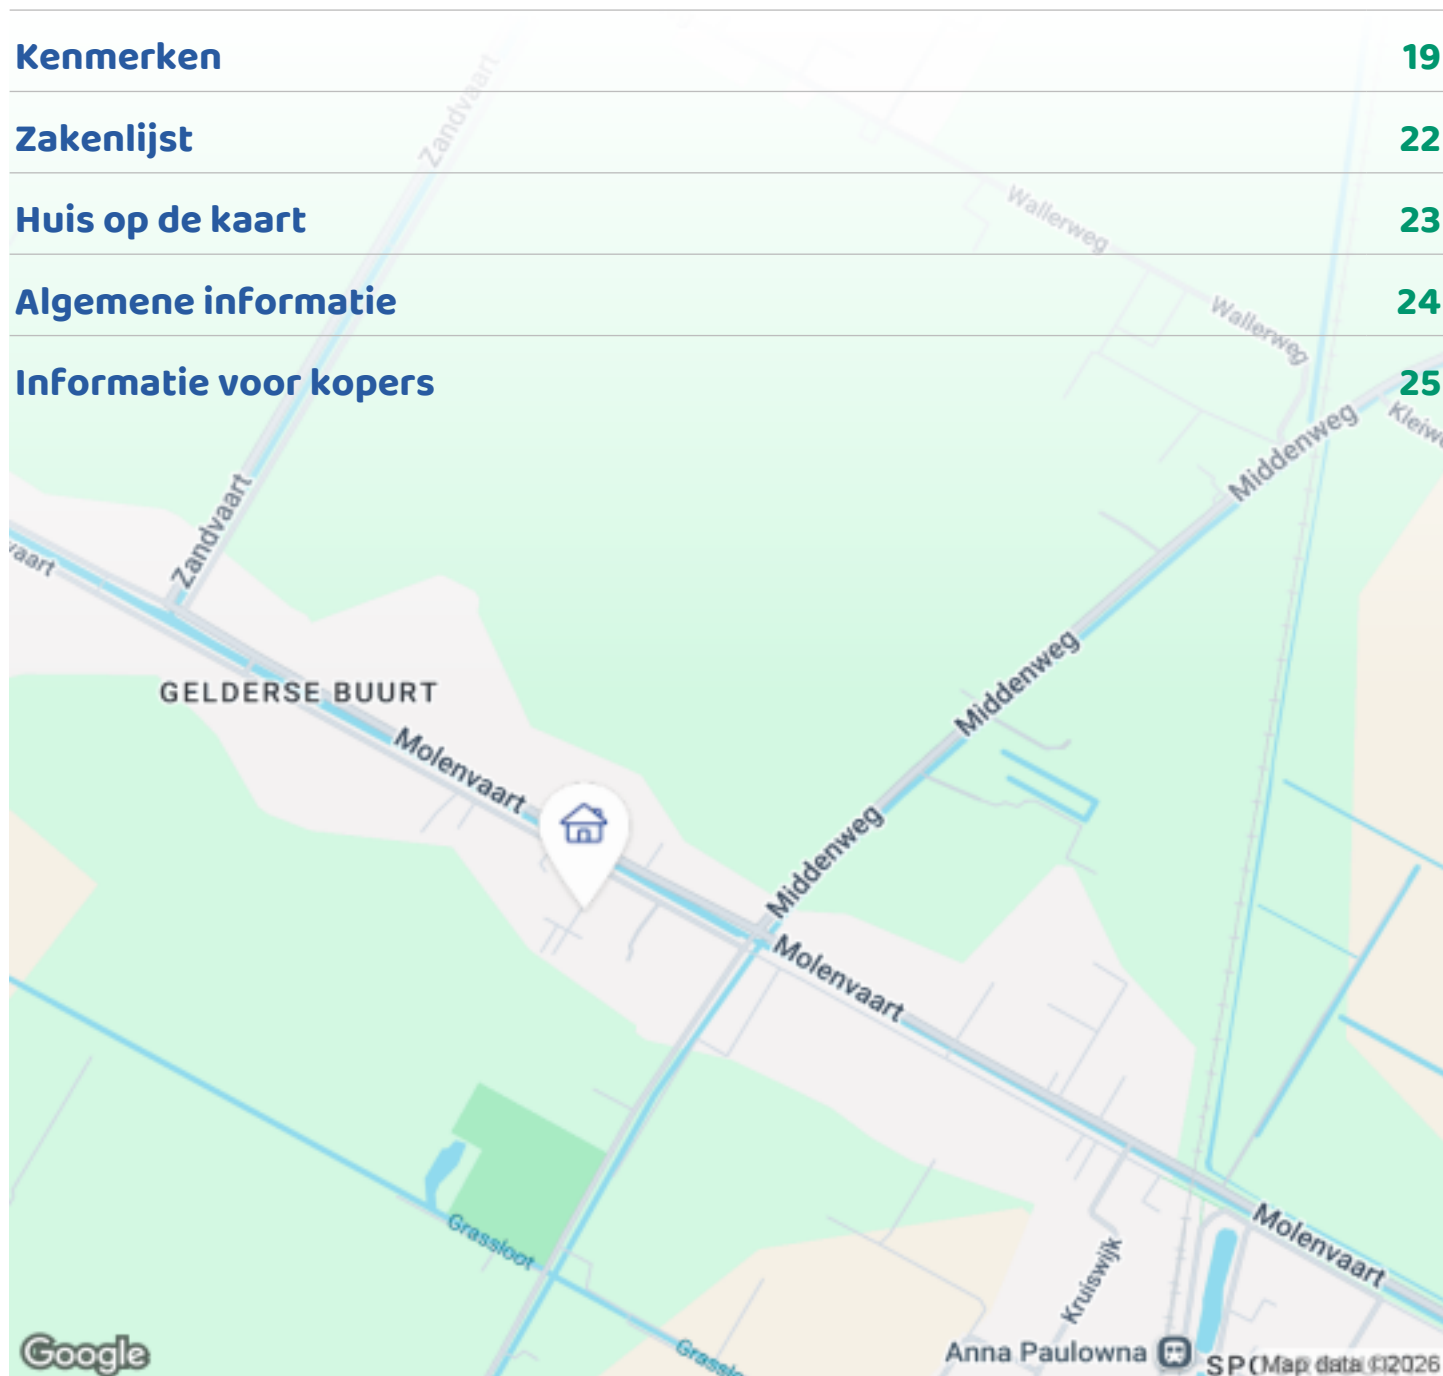 Kenmerken 19
Zandvaart
Zakenlijst 22
Wallerweg
Huis op de kaart 23
Algemene informatie 24
Wallerweg
Informatie voor kopers 25
Middenweg
Zandvaart
GELDERSE BUURT
Middenweg
Molenvaart
Middenweg
Molenvaart
Grassloot
Molenvaart
Kruiswijk
Anna Paulowna
Google
Map data ©2026